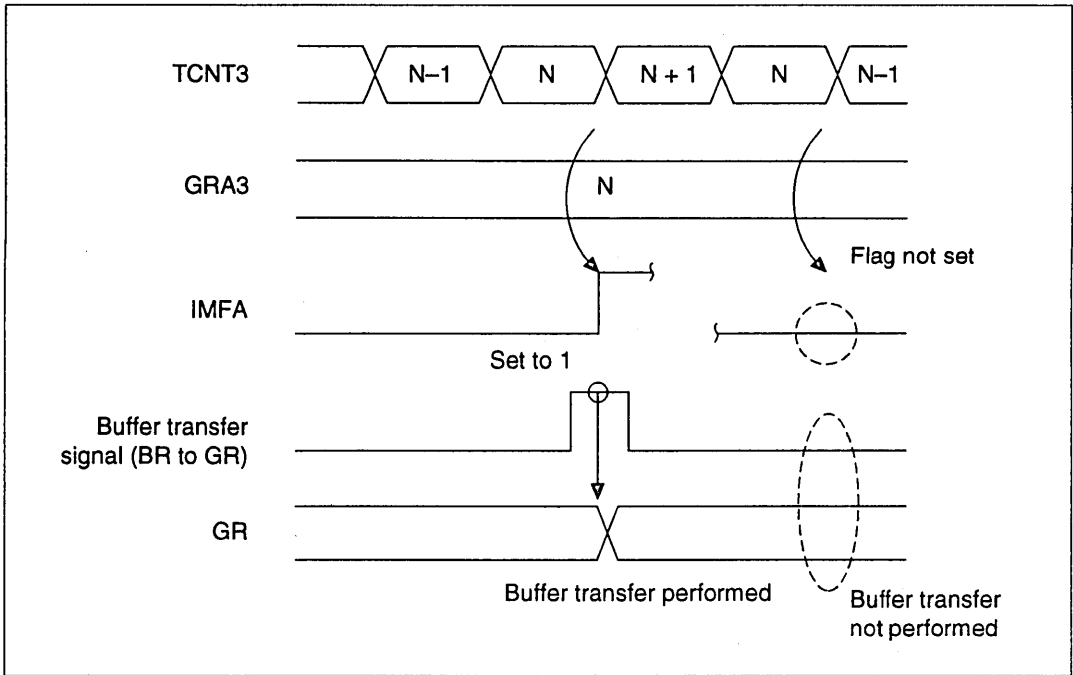 TCNT3
N–1
N
N + 1
N
N–1
GRA3
N
Flag not set
IMFA
Set to 1
Buffer transfer
signal (BR to GR)
GR
Buffer transfer performed
Buffer transfer
not performed